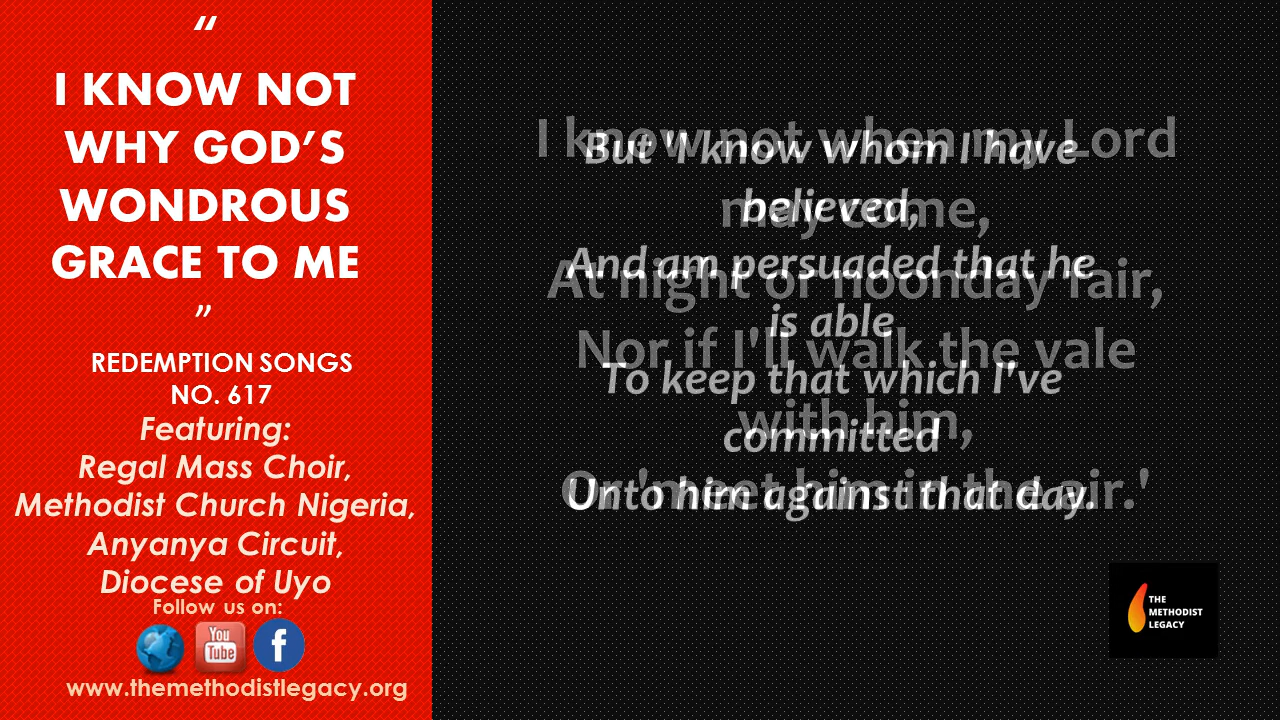 “
I KNOW NOT
WHY GOD’S
WONDROUS
GRACE TO ME
”
REDEMPTION SONGS
NO. 617
Featuring:
Regal Mass Choir,
Methodist Church Nigeria,
Anyanya Circuit,
Diocese of Uyo
Follow us on:
You
Tube
f
www.themethodistlegacy.org
I know not when my Lord
may come,
At night or noonday fair,
Nor if I'll walk the vale
with him,
Or 'meet him in the air.'
But 'I know whom I have
believed,
And am persuaded that he
is able
To keep that which I've
committed
Unto him against that day.
THE
METHODIST
LEGACY